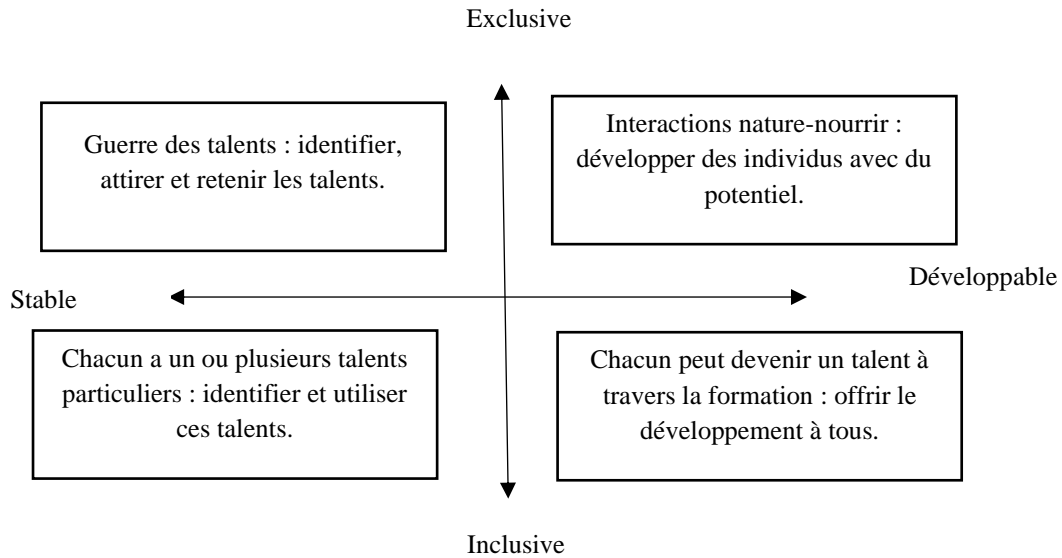 Exclusive
Guerre des talents : identifier,
attirer et retenir les talents.
Interactions nature-nourrir :
développer des individus avec du
potentiel.
Développable
Stable
Chacun a un ou plusieurs talents
particuliers : identifier et utiliser
ces talents.
Chacun peut devenir un talent à
travers la formation : offrir le
développement à tous.
Inclusive